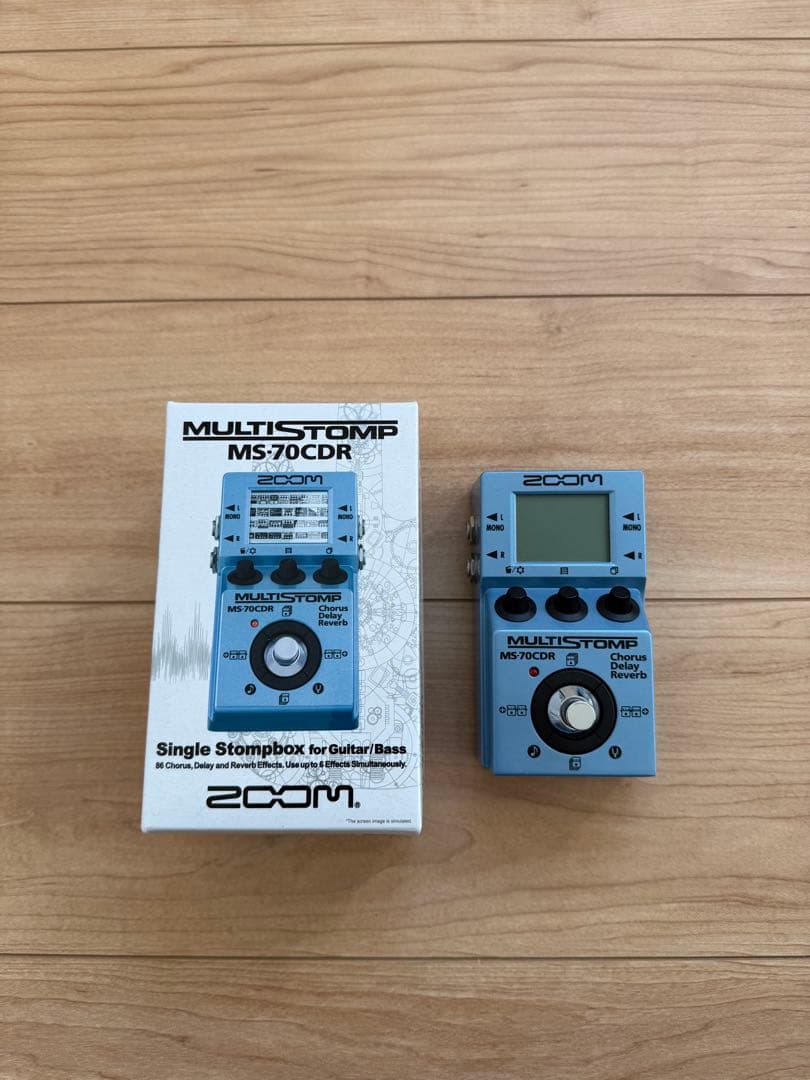 MULTISTOMP
MS-70CDR
L
MONO
R
L
R
MULTISTOMP
MS-70CDR
Chorus
Delay
Reverb
Single Stompbox for Guitar/Bass
86 Chorus, Delay and Reverb Effects. Use up to 6 Effects Simultaneously.
ZOOM®
*The screen image is simulated.
ZOOM
L
MONO
R
L
MONO
R
MULTISTOMP
MS-70CDR
Chorus
Delay
Reverb